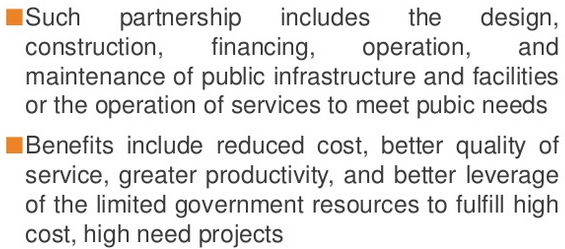 Such partnership includes the design,
construction, financing, operation, and
maintenance of public infrastructure and facilities
or the operation of services to meet pubic needs
Benefits include reduced cost, better quality of
service, greater productivity, and better leverage
of the limited government resources to fulfill high
cost, high need projects